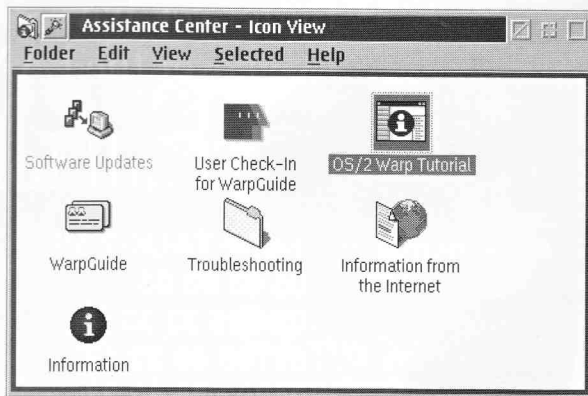 Assistance Center - Icon View
Folder Edit View Selected Help
Software Updates
User Check-In
for WarpGuide
OS/2 Warp Tutorial
WarpGuide
Troubleshooting
Information from
the Internet
Information